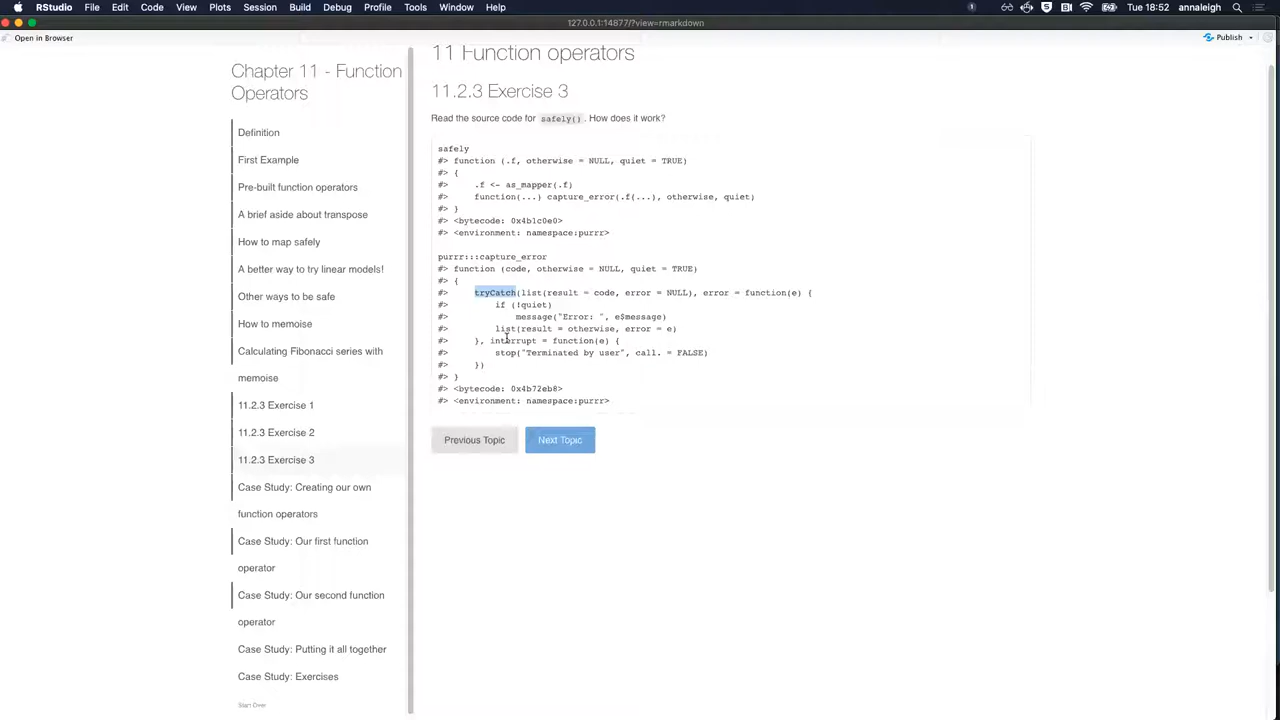 RStudio File Edit Code View Plots Session Build Debug Profile Tools Window Help Tue 18:52 annaleigh
127.0.0.1:14877/?view=rmarkdown
Open in Browser
Publish
Chapter 11 - Function
Operators
Definition
First Example
Pre-built function operators
A brief aside about transpose
How to map safely
A better way to try linear models!
Other ways to be safe
How to memoise
Calculating Fibonacci series with
memoise
11.2.3 Exercise 1
11.2.3 Exercise 2
11.2.3 Exercise 3
Case Study: Creating our own
function operators
Case Study: Our first function
operator
Case Study: Our second function
operator
Case Study: Putting it all together
Case Study: Exercises
Start Over
11 Function operators
11.2.3 Exercise 3
Read the source code for safely(). How does it work?
safely
#> function (.f, otherwise = NULL, quiet = TRUE)
#> {
#>     .f <- as_mapper(.f)
#>     function(...) capture_error(.f(...), otherwise, quiet)
#> }
#> <bytecode: 0x4b1c0e0>
#> <environment: namespace:purrr>
purrr:::capture_error
#> function (code, otherwise = NULL, quiet = TRUE)
#> {
#>     tryCatch(list(result = code, error = NULL), error = function(e) {
#>         if (!quiet)
#>             message("Error: ", e$message)
#>         list(result = otherwise, error = e)
#>     }, interrupt = function(e) {
#>         stop("Terminated by user", call. = FALSE)
#>     })
#> }
#> <bytecode: 0x4b72eb8>
#> <environment: namespace:purrr>
Previous Topic
Next Topic